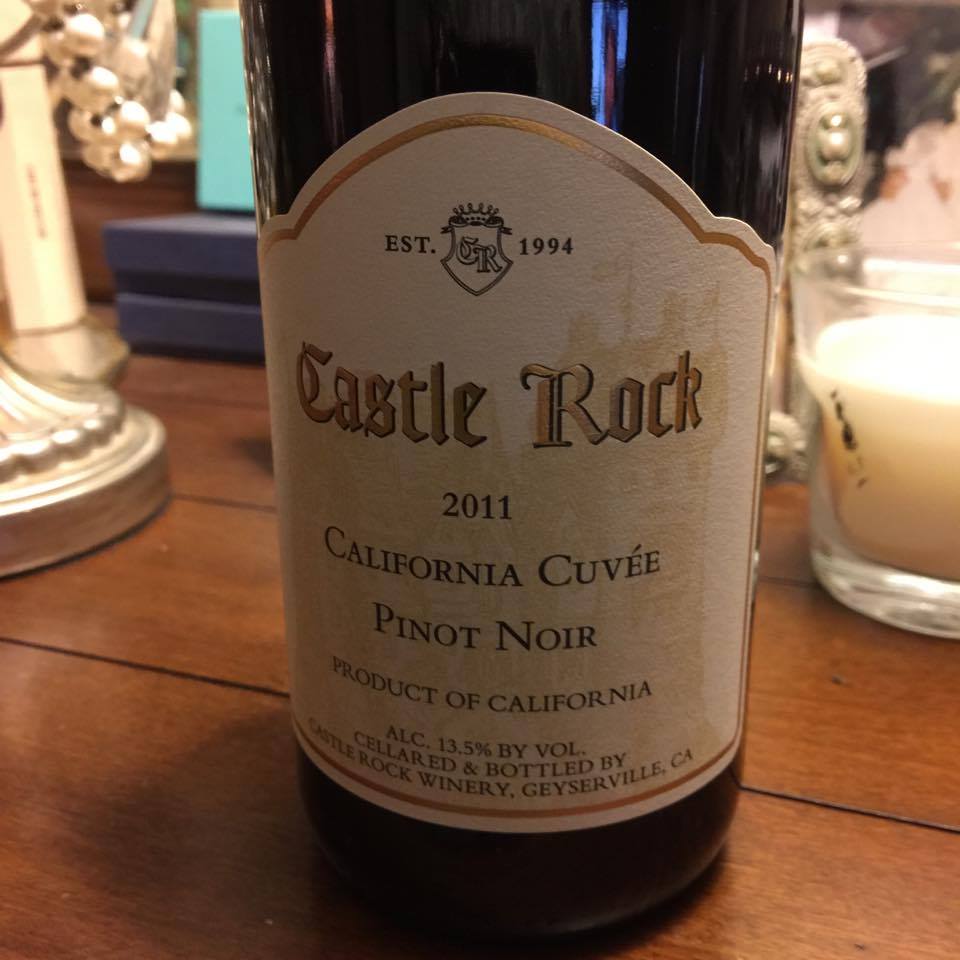 EST. CR 1994
Castle Rock
2011
CALIFORNIA CUVÉE
PINOT NOIR
PRODUCT OF CALIFORNIA
ALC. 13.5% BY VOL.
CELLARED & BOTTLED BY
CASTLE ROCK WINERY, GEYSERVILLE, CA